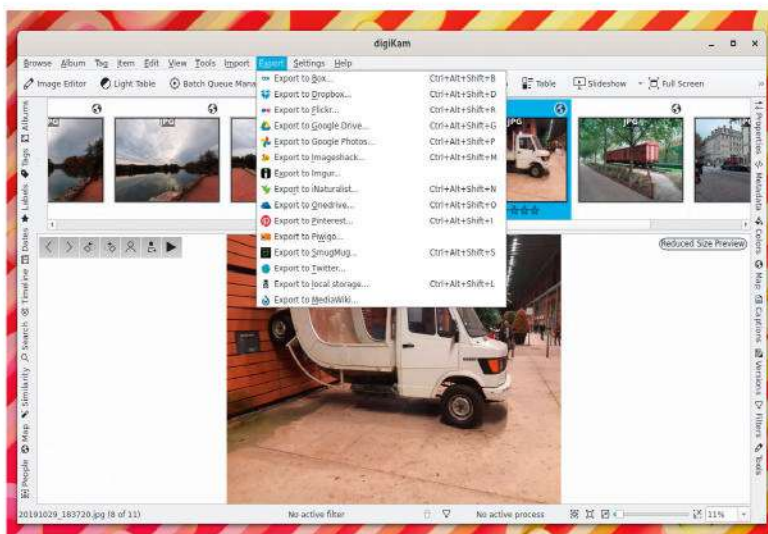 digiKam
Browse Album Tag Item Edit View Tools Import Export Settings Help
Image Editor Light Table Batch Queue Mana Table Slideshow Full Screen »
Export to Box... Ctrl+Alt+Shift+B
Export to Dropbox... Ctrl+Alt+Shift+D
Export to Flickr... Ctrl+Alt+Shift+R
Export to Google Drive... Ctrl+Alt+Shift+G
Export to Google Photos... Ctrl+Alt+Shift+P
Export to Imageshack... Ctrl+Alt+Shift+M
Export to Imgur...
Export to iNaturalist... Ctrl+Alt+Shift+N
Export to Onedrive... Ctrl+Alt+Shift+O
Export to Pinterest... Ctrl+Alt+Shift+I
Export to Piwigo...
Export to SmugMug... Ctrl+Alt+Shift+S
Export to Twitter...
Export to local storage... Ctrl+Alt+Shift+L
Export to MediaWiki...
JPG
JPG
JPG
JPG
Albums
Tags
Labels
Dates
Timeline
Search
Similarity
Map
People
Reduced Size Preview
Properties
Metadata
Colors
Map
Captions
Versions
Filters
Tools
20191029_183720.jpg (8 of 11) No active filter No active process 11%